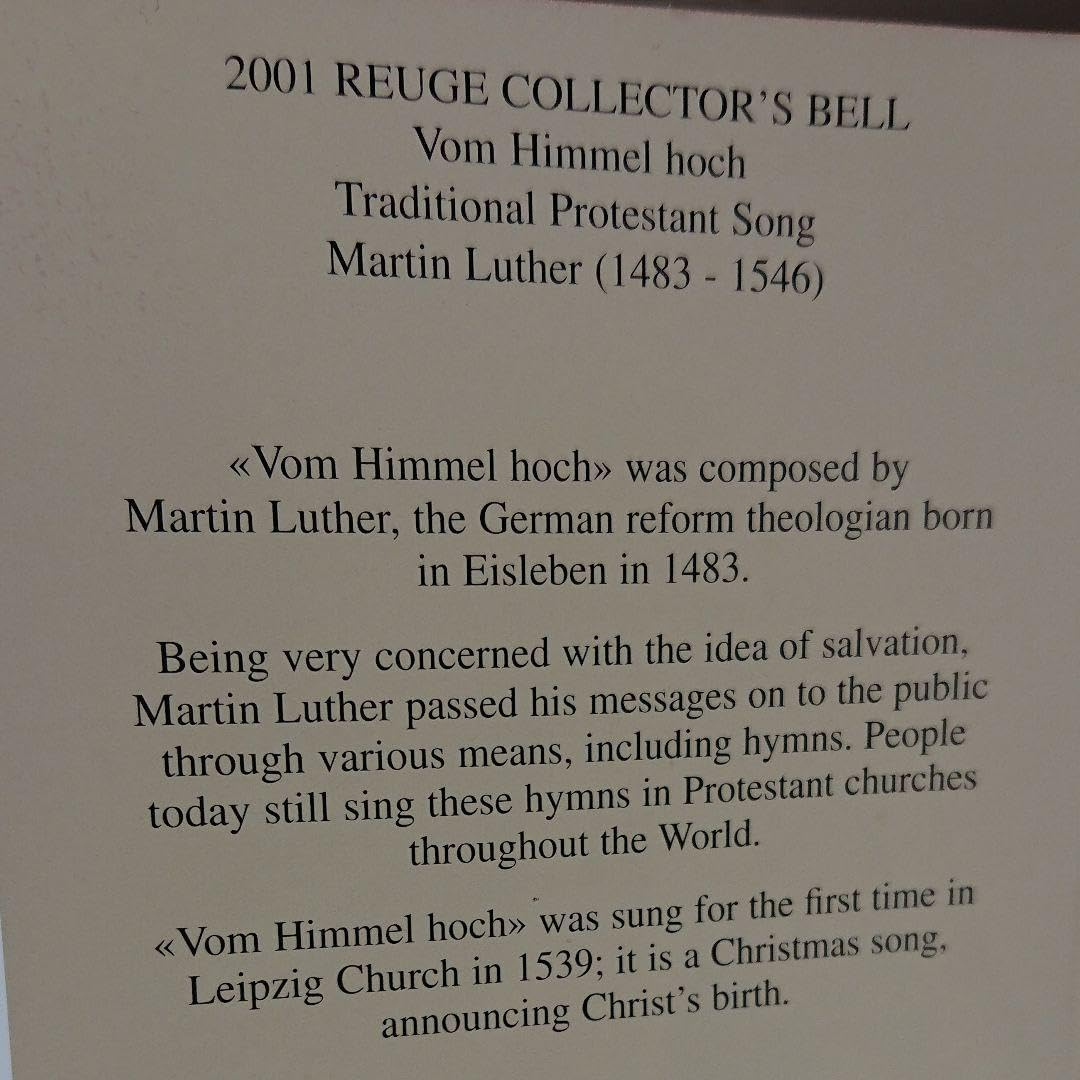 2001 REUGE COLLECTOR'S BELL
Vom Himmel hoch
Traditional Protestant Song
Martin Luther (1483 - 1546)
«Vom Himmel hoch» was composed by
Martin Luther, the German reform theologian born
in Eisleben in 1483.
Being very concerned with the idea of salvation,
Martin Luther passed his messages on to the public
through various means, including hymns. People
today still sing these hymns in Protestant churches
throughout the World.
«Vom Himmel hoch» was sung for the first time in
Leipzig Church in 1539; it is a Christmas song,
announcing Christ's birth.